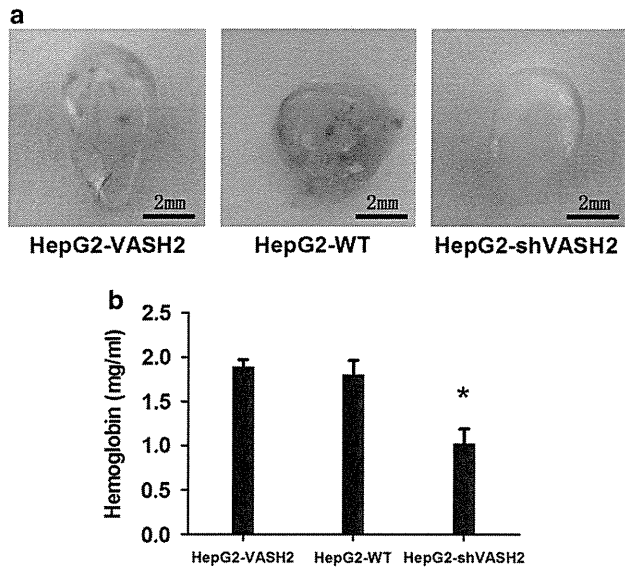 a
2mm 2mm 2mm
HepG2-VASH2 HepG2-WT HepG2-shVASH2
b
Hemoglobin (mg/ml)
2.5
2.0
1.5
1.0
0.5
0.0
*
HepG2-VASH2 HepG2-WT HepG2-shVASH2